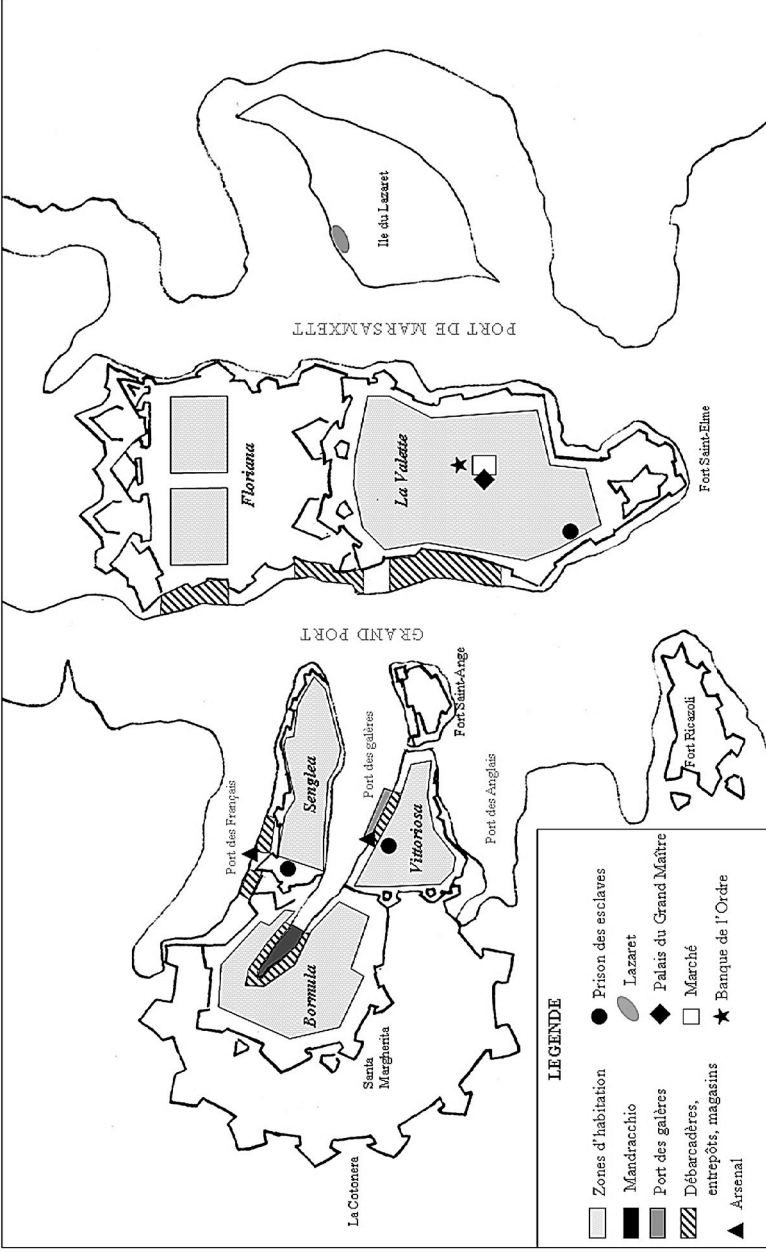 Ile du Lazaret
PORT DE MARSAMXETT
Floriana
La Valette
Fort Saint-Elme
GRAND PORT
Port des Français
Senglea
Port des galères
Fort Saint-Ange
Vittoriosa
Port des Anglais
Fort Ricazoli
Bormula
Santa
Margherita
La Cotonera
LEGENDE
Zones d'habitation
Mandracchio
Port des galères
Débarcadères,
entrepôts, magasins
Arsenal
Prison des esclaves
Lazaret
Palais du Grand Maître
Marché
Banque de l'Ordre